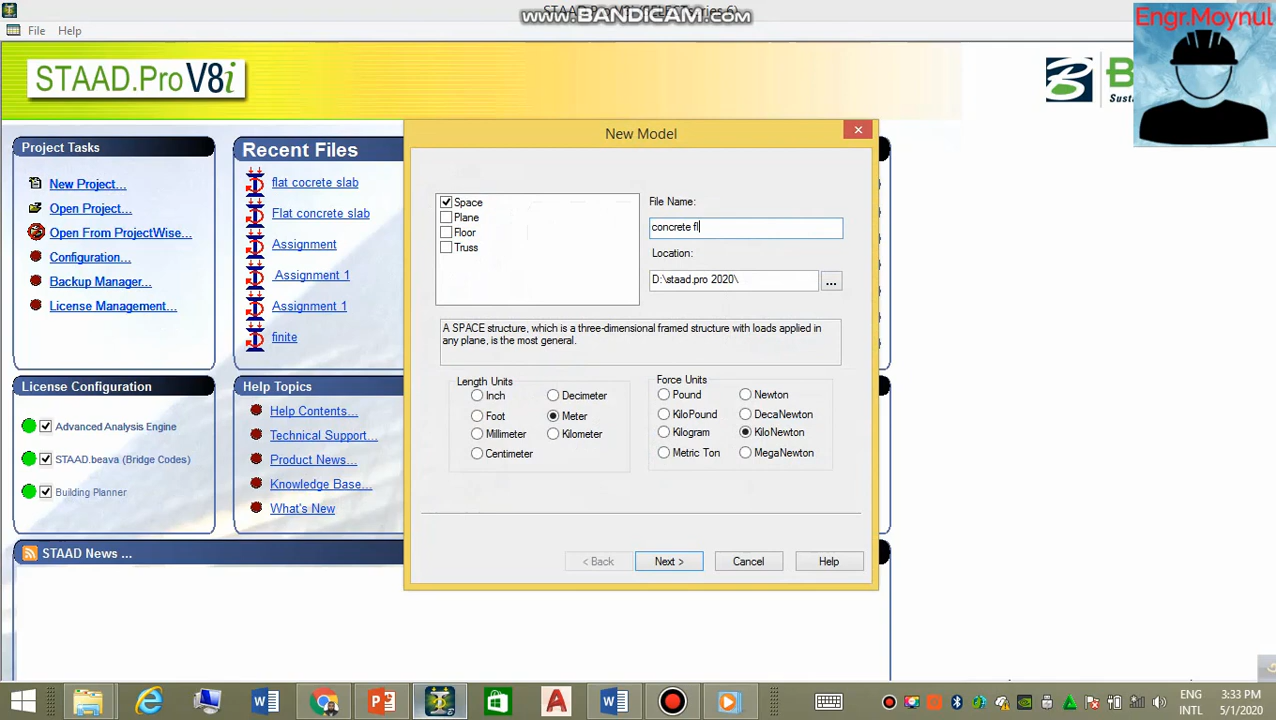 www.BANDICAM.com
Engr.Moynul
File Help
STAAD.Pro V8i
Project Tasks
New Project...
Open Project...
Open From ProjectWise...
Configuration...
Backup Manager...
License Management...
Recent Files
flat cocrete slab
Flat concrete slab
Assignment
Assignment 1
Assignment 1
finite
License Configuration
Advanced Analysis Engine
STAAD.beava (Bridge Codes)
Building Planner
Help Topics
Help Contents...
Technical Support...
Product News...
Knowledge Base...
What's New
STAAD News ...
New Model
Space
Plane
Floor
Truss
File Name:
concrete fl
Location:
D:\staad.pro 2020\
...
A SPACE structure, which is a three-dimensional framed structure with loads applied in
any plane, is the most general.
Length Units
Inch Decimeter
Foot Meter
Millimeter Kilometer
Centimeter
Force Units
Pound Newton
KiloPound DecaNewton
Kilogram KiloNewton
Metric Ton MegaNewton
< Back Next > Cancel Help
ENG
INTL
3:33 PM
5/1/2020